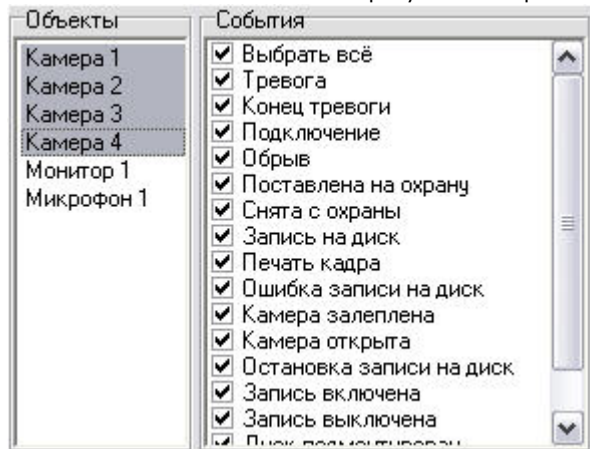 Объекты
Камера 1
Камера 2
Камера 3
Камера 4
Монитор 1
Микрофон 1
События
Выбрать всё
Тревога
Конец тревоги
Подключение
Обрыв
Поставлена на охрану
Снята с охраны
Запись на диск
Печать кадра
Ошибка записи на диск
Камера залеплена
Камера открыта
Остановка записи на диск
Запись включена
Запись выключена